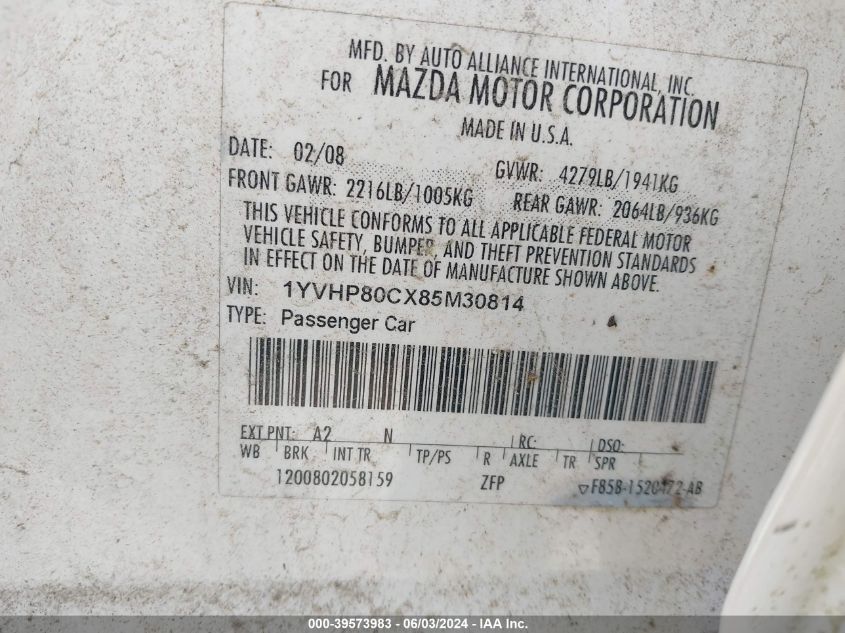 MFD. BY AUTO ALLIANCE INTERNATIONAL, INC.
FOR MAZDA MOTOR CORPORATION
MADE IN U.S.A.
DATE: 02/08 GVWR: 4279LB/1941KG
FRONT GAWR: 2216LB/1005KG REAR GAWR: 2064LB/936KG
THIS VEHICLE CONFORMS TO ALL APPLICABLE FEDERAL MOTOR
VEHICLE SAFETY, BUMPER, AND THEFT PREVENTION STANDARDS
IN EFFECT ON THE DATE OF MANUFACTURE SHOWN ABOVE.
VIN: 1YVHP80CX85M30814
TYPE: Passenger Car
EXT PNT: A2 N RC: DSO:
WB BRK INT TR TP/PS R AXLE TR SPR
1200802058159 ZFP ▽F85B-1520472-AB
000-39573983 - 06/03/2024 - IAA Inc.